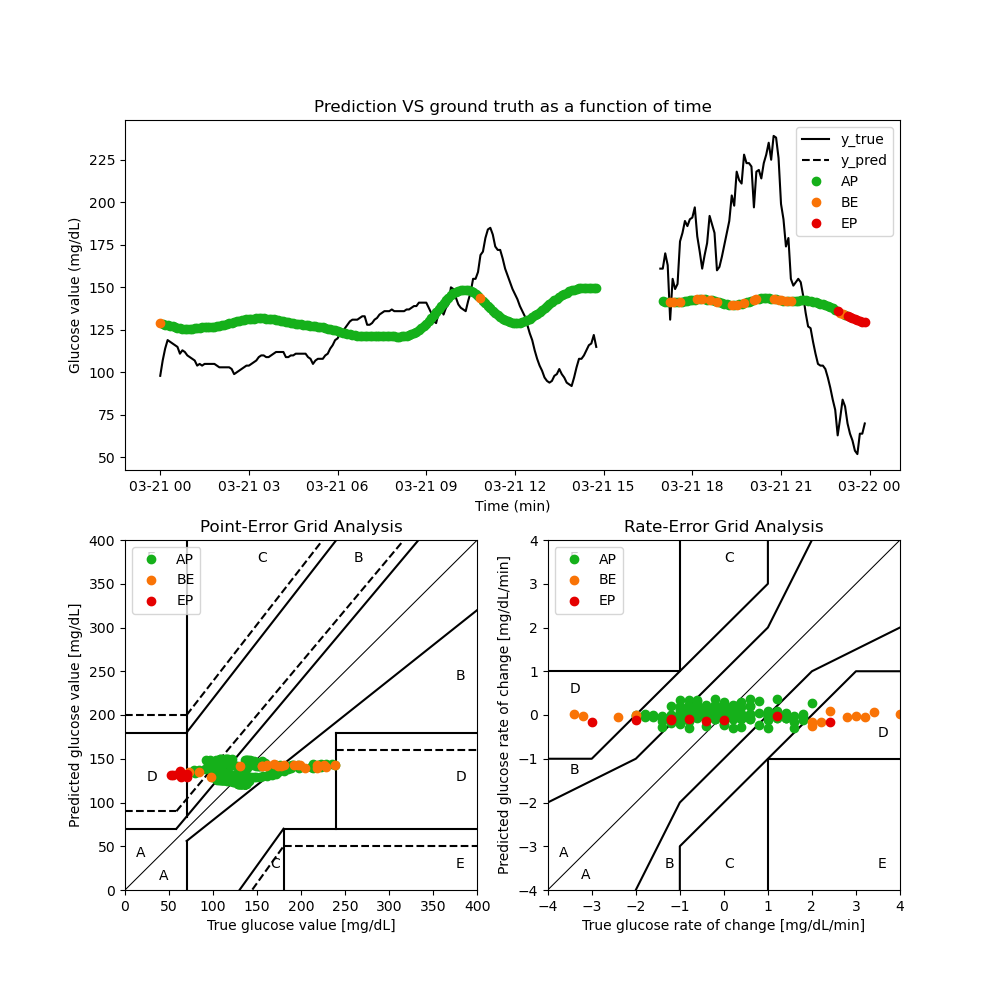 Prediction VS ground truth as a function of time
Glucose value (mg/dL)
225
200
175
150
125
100
75
50
y_true
y_pred
AP
BE
EP
03-21 00 03-21 03 03-21 06 03-21 09 03-21 12 03-21 15 03-21 18 03-21 21 03-22 00
Time (min)
Point-Error Grid Analysis
Predicted glucose value [mg/dL]
400
350
300
250
200
150
100
50
0
AP
BE
EP
C B
B
D D
A
A C E
0 50 100 150 200 250 300 350 400
True glucose value [mg/dL]
Rate-Error Grid Analysis
Predicted glucose rate of change [mg/dL/min]
4
3
2
1
0
−1
−2
−3
−4
AP
BE
EP
C
D
D
B
A
A B C E
−4 −3 −2 −1 0 1 2 3 4
True glucose rate of change [mg/dL/min]